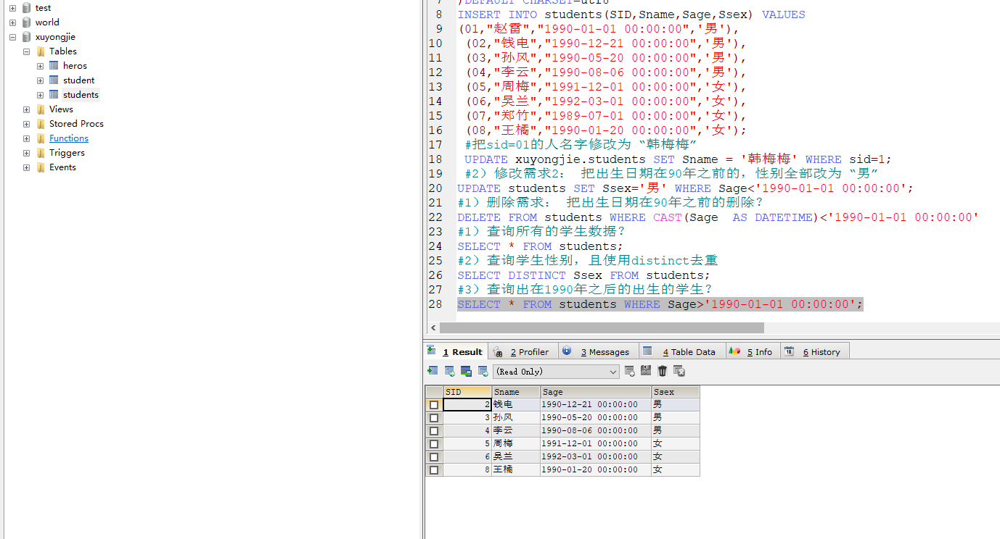 test
world
xuyongjie
Tables
heros
student
students
Views
Stored Procs
Functions
Triggers
Events
7 )DEFAULT CHARSET=utf8
8 INSERT INTO students(SID,Sname,Sage,Ssex) VALUES
9 (01,"赵雷","1990-01-01 00:00:00",'男'),
10 (02,"钱电","1990-12-21 00:00:00",'男'),
11 (03,"孙风","1990-05-20 00:00:00",'男'),
12 (04,"李云","1990-08-06 00:00:00",'男'),
13 (05,"周梅","1991-12-01 00:00:00",'女'),
14 (06,"吴兰","1992-03-01 00:00:00",'女'),
15 (07,"郑竹","1989-07-01 00:00:00",'女'),
16 (08,"王橘","1990-01-20 00:00:00",'女');
17 #把sid=01的人名字修改为“韩梅梅”
18 UPDATE xuyongjie.students SET Sname = '韩梅梅' WHERE sid=1;
19 #2）修改需求2： 把出生日期在90年之前的，性别全部改为“男”
20 UPDATE students SET Ssex='男' WHERE Sage<'1990-01-01 00:00:00';
21 #1）删除需求： 把出生日期在90年之前的删除？
22 DELETE FROM students WHERE CAST(Sage  AS DATETIME)<'1990-01-01 00:00:00'
23 #1）查询所有的学生数据？
24 SELECT * FROM students;
25 #2）查询学生性别，且使用distinct去重
26 SELECT DISTINCT Ssex FROM students;
27 #3）查询出在1990年之后的出生的学生？
28 SELECT * FROM students WHERE Sage>'1990-01-01 00:00:00';
1 Result 2 Profiler 3 Messages 4 Table Data 5 Info 6 History
(Read Only)
SID Sname Sage Ssex
2 钱电 1990-12-21 00:00:00 男
3 孙风 1990-05-20 00:00:00 男
4 李云 1990-08-06 00:00:00 男
5 周梅 1991-12-01 00:00:00 女
6 吴兰 1992-03-01 00:00:00 女
8 王橘 1990-01-20 00:00:00 女